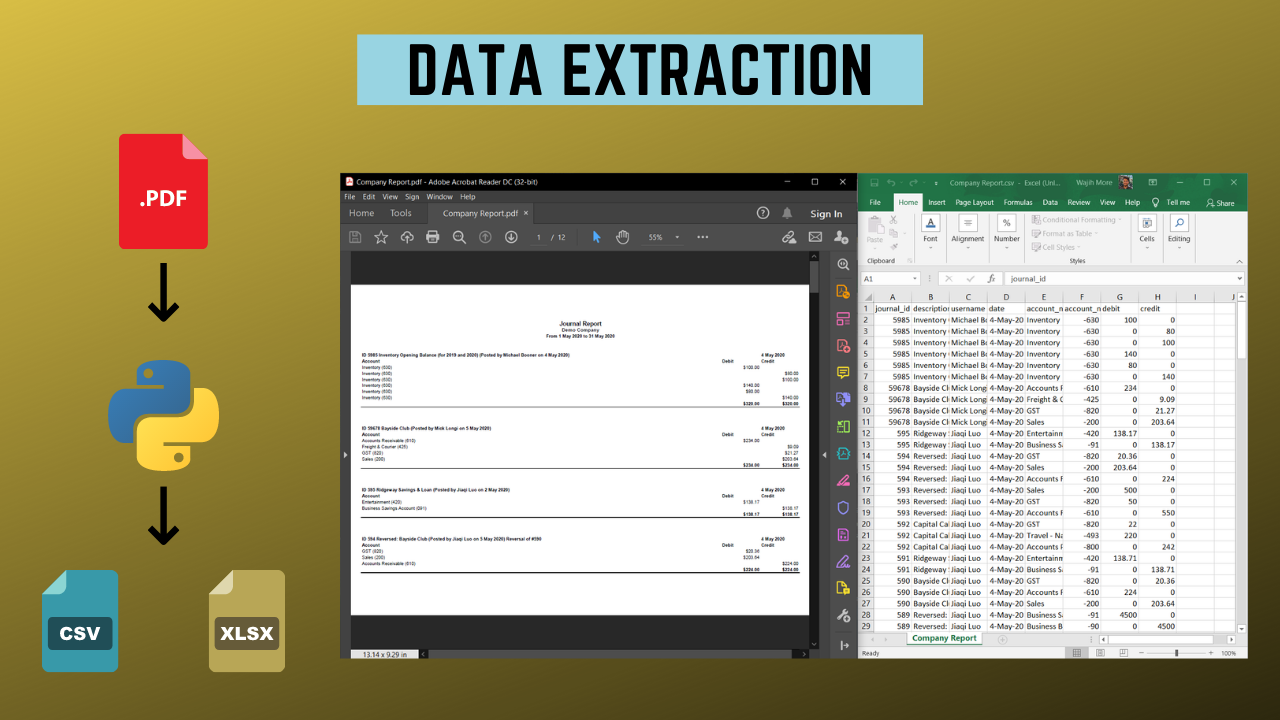 DATA EXTRACTION
.PDF
CSV
XLSX
Company Report.pdf - Adobe Acrobat Reader DC (32-bit)
File Edit View Sign Window Help
Home Tools Company Report.pdf × Sign In
1 / 12 55%
Journal Report
Demo Company
From 1 May 2020 to 31 May 2020
ID 5985 Inventory Opening Balance (for 2019 and 2020) (Posted by Michael Booner on 4 May 2020) 4 May 2020
Account Debit Credit
Inventory (630) $100.00
Inventory (630) $80.00
Inventory (630) $100.00
Inventory (630) $140.00
Inventory (630) $80.00
Inventory (630) $140.00
$320.00 $320.00
ID 59678 Bayside Club (Posted by Mick Longi on 5 May 2020) 4 May 2020
Account Debit Credit
Accounts Receivable (610) $234.00
Freight & Courier (425) $9.09
GST (820) $21.27
Sales (200) $203.64
$234.00 $234.00
ID 595 Ridgeway Savings & Loan (Posted by Jiaqi Luo on 2 May 2020) 4 May 2020
Account Debit Credit
Entertainment (420) $138.17
Business Savings Account (091) $138.17
$138.17 $138.17
ID 594 Reversed: Bayside Club (Posted by Jiaqi Luo on 5 May 2020) Reversal of #590 4 May 2020
Account Debit Credit
GST (820) $20.36
Sales (200) $203.64
Accounts Receivable (610) $224.00
$224.00 $224.00
13.14 x 9.29 in
Company Report.csv - Excel (Unl... Wajih More
File Home Insert Page Layout Formulas Data Review View Help Tell me Share
Paste Font Alignment Number Conditional Formatting Format as Table Cell Styles Cells Editing
Clipboard Styles
A1 fx journal_id
A B C D E F G H I J
1 journal_id description username date account_n account_n debit credit
2 5985 Inventory Michael B 4-May-20 Inventory -630 100 0
3 5985 Inventory Michael B 4-May-20 Inventory -630 0 80
4 5985 Inventory Michael B 4-May-20 Inventory -630 0 100
5 5985 Inventory Michael B 4-May-20 Inventory -630 140 0
6 5985 Inventory Michael B 4-May-20 Inventory -630 80 0
7 5985 Inventory Michael B 4-May-20 Inventory -630 0 140
8 59678 Bayside Cl Mick Longi 4-May-20 Accounts F -610 234 0
9 59678 Bayside Cl Mick Longi 4-May-20 Freight & C -425 0 9.09
10 59678 Bayside Cl Mick Longi 4-May-20 GST -820 0 21.27
11 59678 Bayside Cl Mick Longi 4-May-20 Sales -200 0 203.64
12 595 Ridgeway Jiaqi Luo 4-May-20 Entertainn -420 138.17 0
13 595 Ridgeway Jiaqi Luo 4-May-20 Business S -91 0 138.17
14 594 Reversed: Jiaqi Luo 4-May-20 GST -820 20.36 0
15 594 Reversed: Jiaqi Luo 4-May-20 Sales -200 203.64 0
16 594 Reversed: Jiaqi Luo 4-May-20 Accounts F -610 0 224
17 593 Reversed: Jiaqi Luo 4-May-20 Sales -200 500 0
18 593 Reversed: Jiaqi Luo 4-May-20 GST -820 50 0
19 593 Reversed: Jiaqi Luo 4-May-20 Accounts F -610 0 550
20 592 Capital Cal Jiaqi Luo 4-May-20 GST -820 22 0
21 592 Capital Cal Jiaqi Luo 4-May-20 Travel - Na -493 220 0
22 592 Capital Cal Jiaqi Luo 4-May-20 Accounts F -800 0 242
23 591 Ridgeway Jiaqi Luo 4-May-20 Entertainn -420 138.71 0
24 591 Ridgeway Jiaqi Luo 4-May-20 Business S -91 0 138.71
25 590 Bayside Cl Jiaqi Luo 4-May-20 GST -820 0 20.36
26 590 Bayside Cl Jiaqi Luo 4-May-20 Accounts F -610 224 0
27 590 Bayside Cl Jiaqi Luo 4-May-20 Sales -200 0 203.64
28 589 Reversed: Jiaqi Luo 4-May-20 Business S -91 4500 0
29 589 Reversed: Jiaqi Luo 4-May-20 Business B -90 0 4500
Company Report
Ready 100%